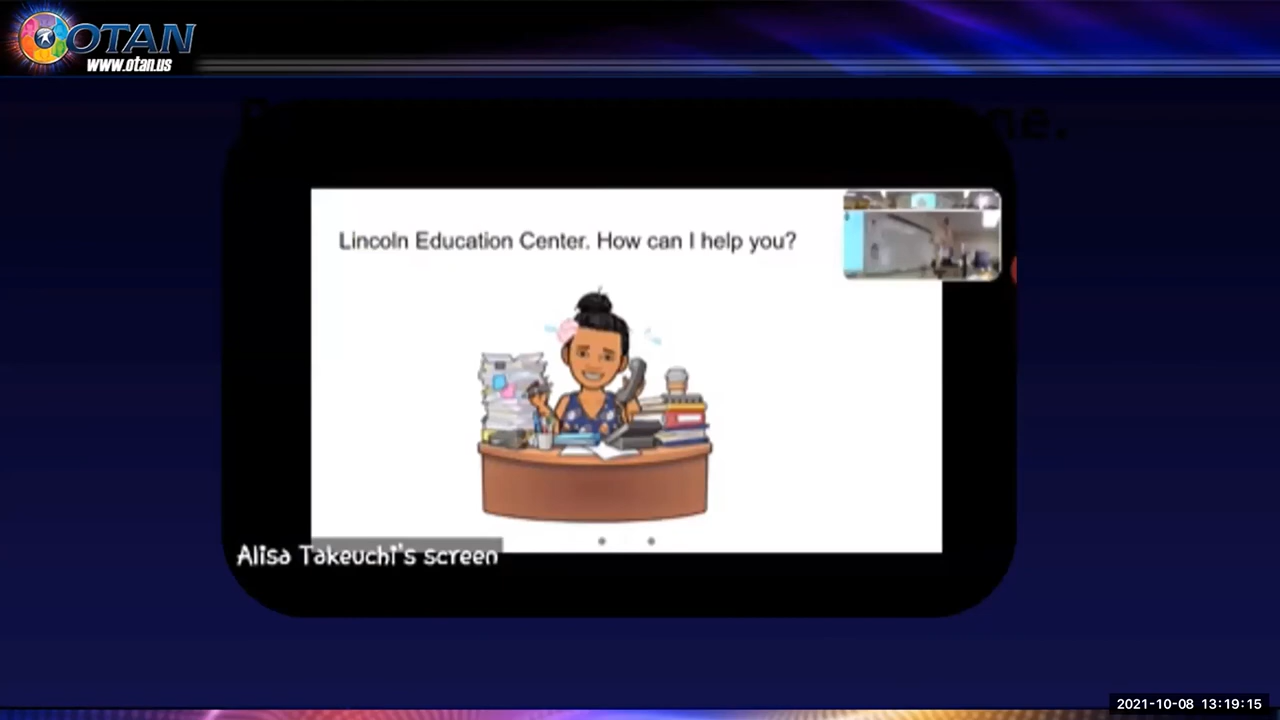 OTAN
www.otan.us
Lincoln Education Center. How can I help you?
Alisa Takeuchi's screen
2021-10-08 13:19:15